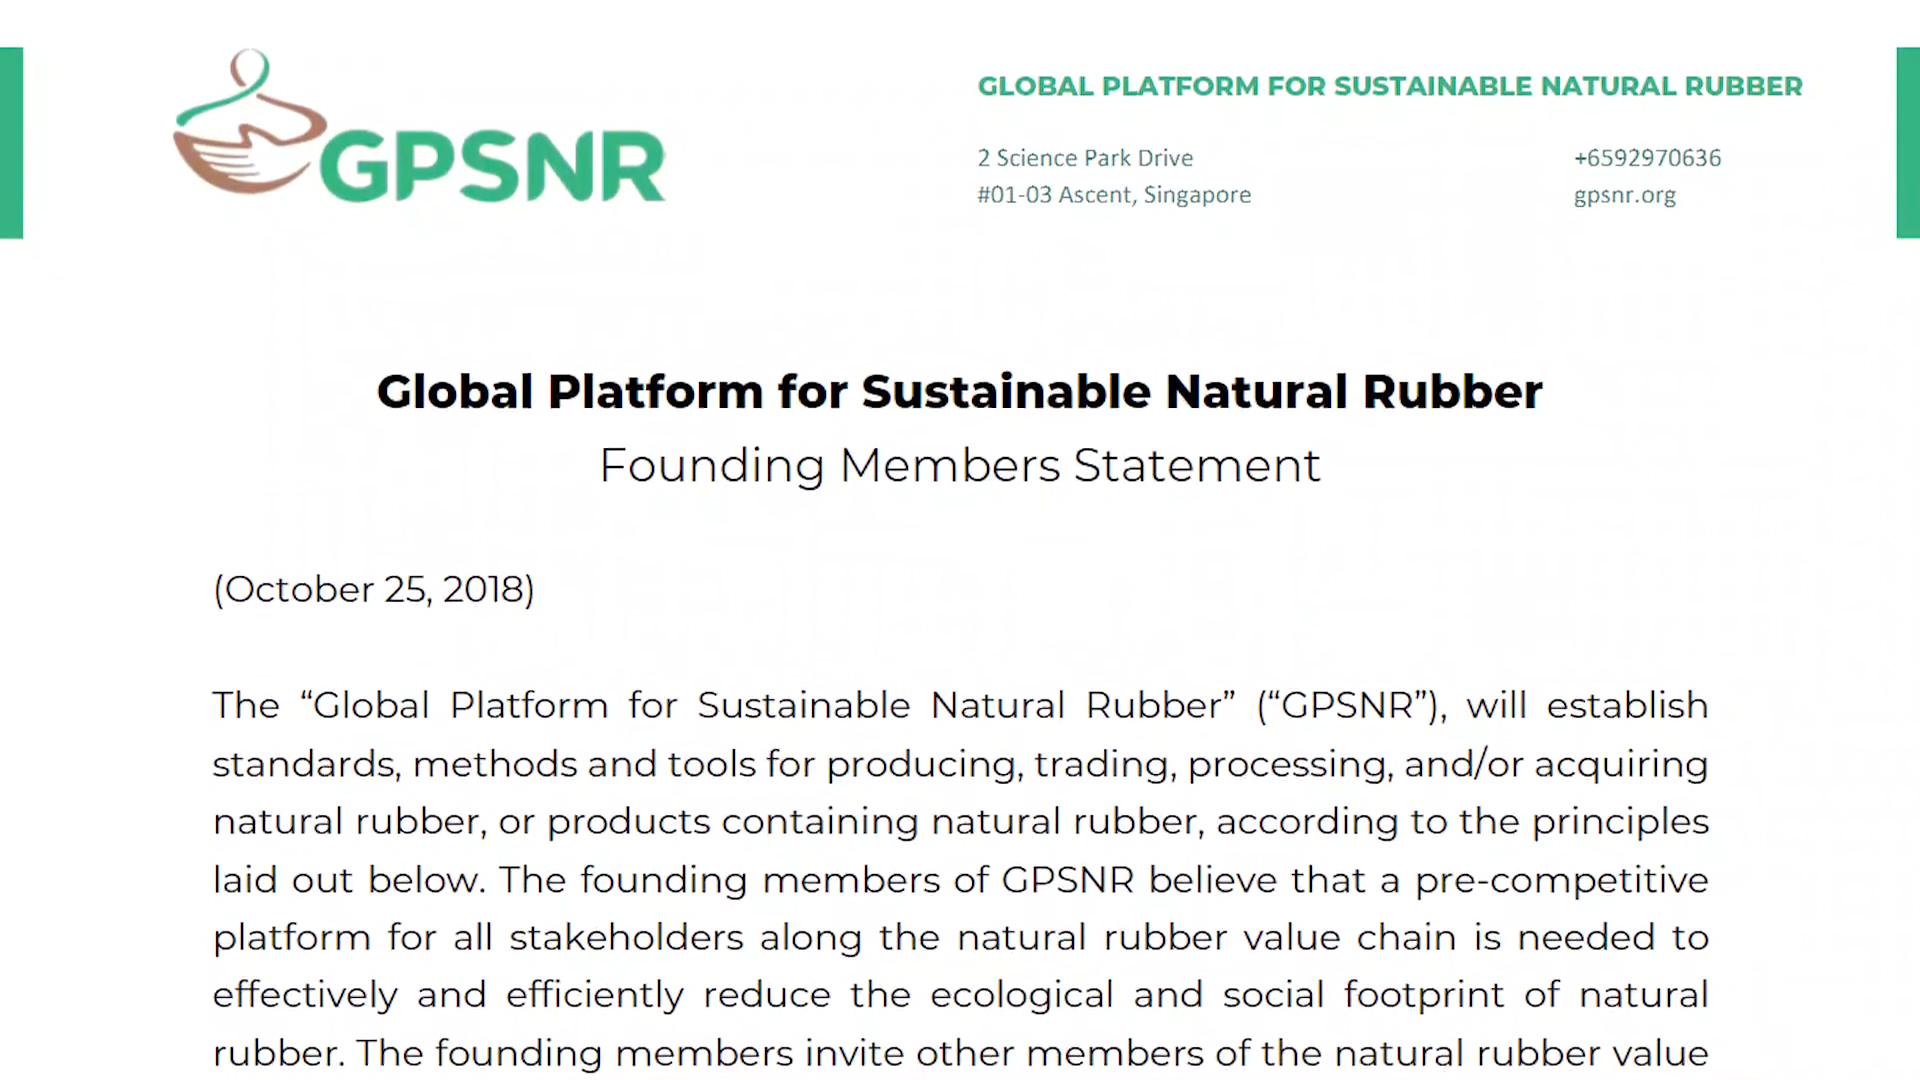 GPSNR
GLOBAL PLATFORM FOR SUSTAINABLE NATURAL RUBBER
2 Science Park Drive
#01-03 Ascent, Singapore
+6592970636
gpsnr.org
Global Platform for Sustainable Natural Rubber
Founding Members Statement
(October 25, 2018)
The “Global Platform for Sustainable Natural Rubber” (“GPSNR”), will establish
standards, methods and tools for producing, trading, processing, and/or acquiring
natural rubber, or products containing natural rubber, according to the principles
laid out below. The founding members of GPSNR believe that a pre-competitive
platform for all stakeholders along the natural rubber value chain is needed to
effectively and efficiently reduce the ecological and social footprint of natural
rubber. The founding members invite other members of the natural rubber value